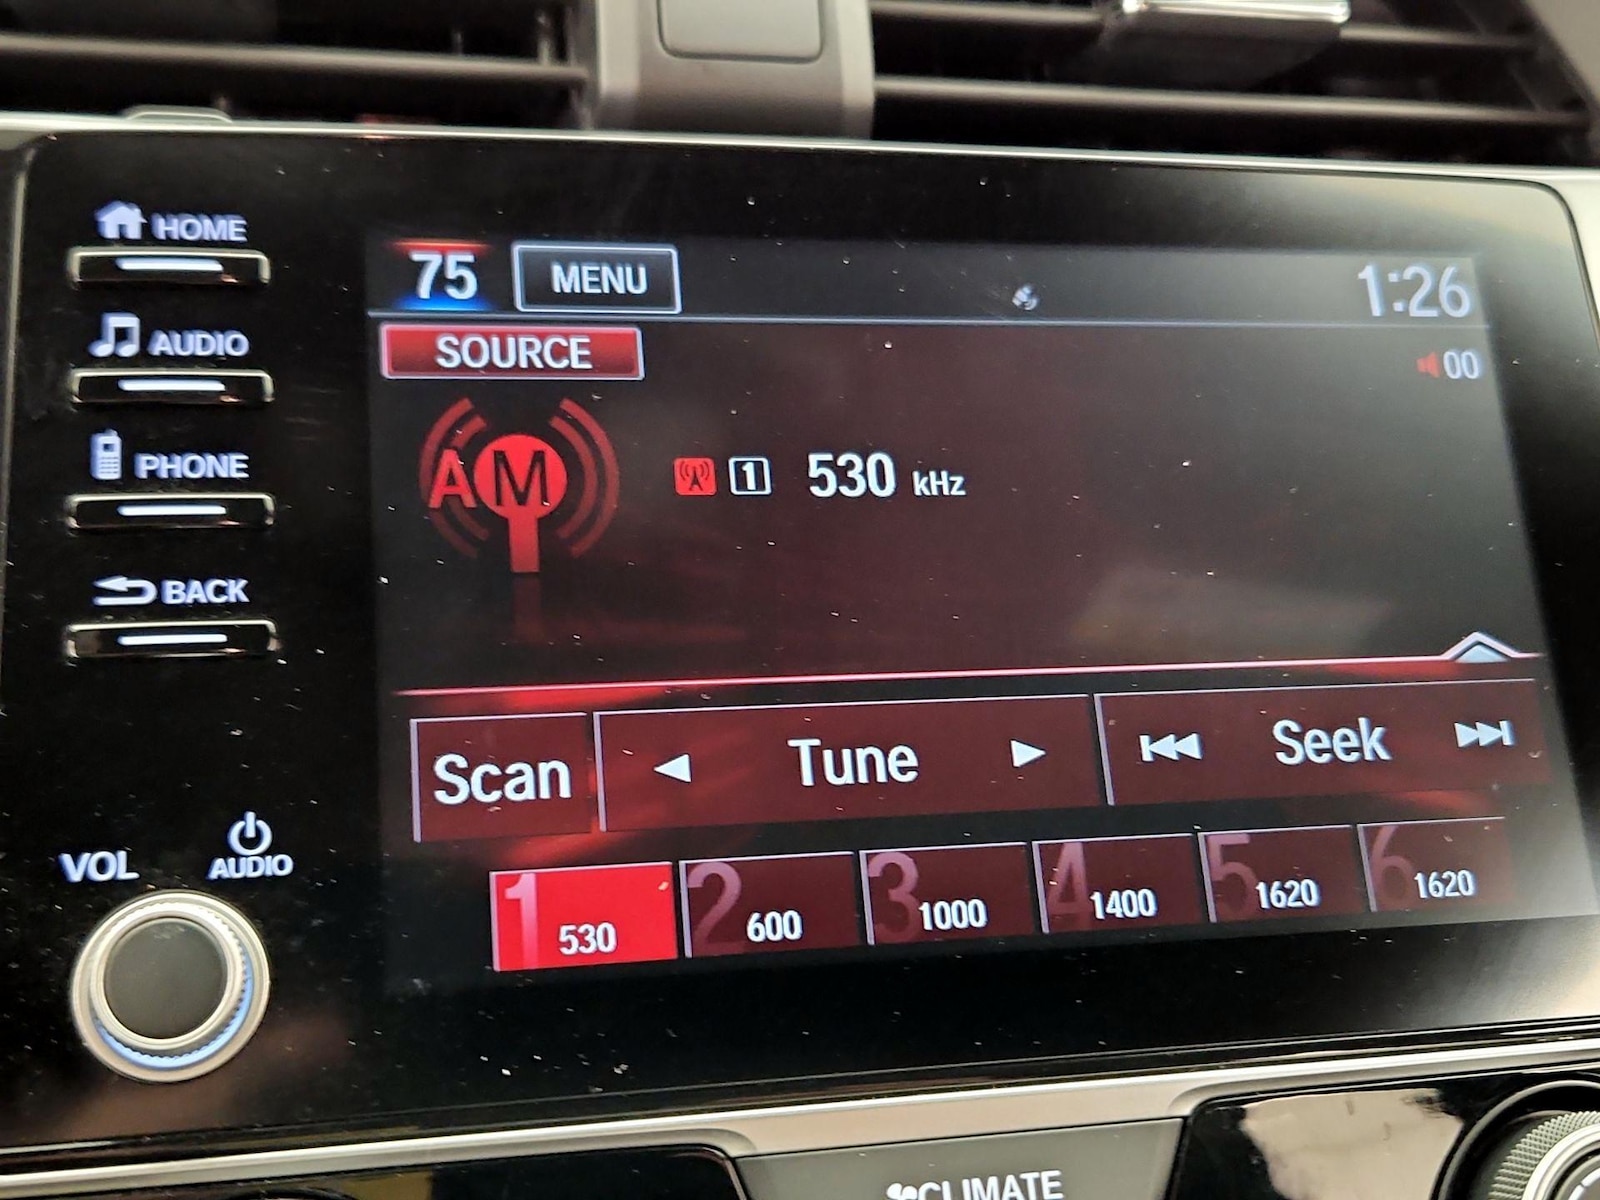 HOME
AUDIO
PHONE
BACK
VOL
AUDIO
75 MENU 1:26
SOURCE
00
AM
1 530 kHz
Scan Tune Seek
1 530
2 600
3 1000
4 1400
5 1620
6 1620
CLIMATE